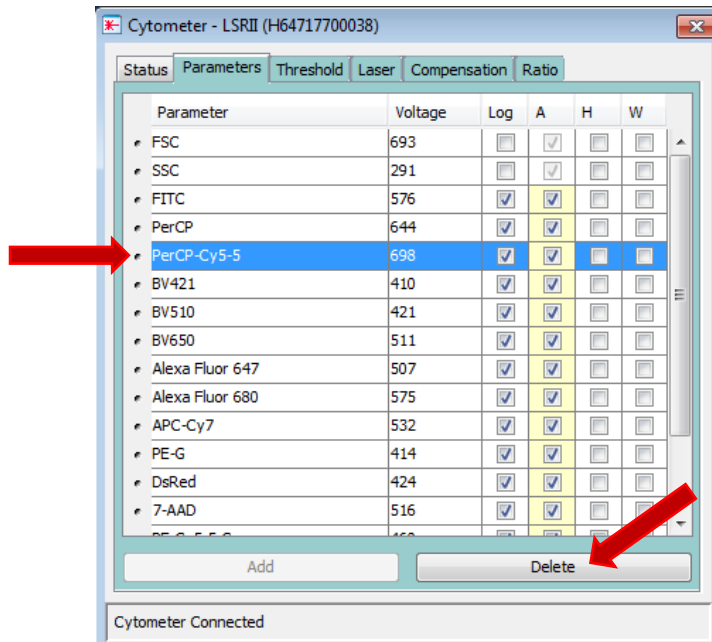 Cytometer - LSRII (H64717700038)
Status Parameters Threshold Laser Compensation Ratio
Parameter Voltage Log A H W
FSC 693
SSC 291
FITC 576
PerCP 644
PerCP-Cy5-5 698
BV421 410
BV510 421
BV650 511
Alexa Fluor 647 507
Alexa Fluor 680 575
APC-Cy7 532
PE-G 414
DsRed 424
7-AAD 516
Add Delete
Cytometer Connected